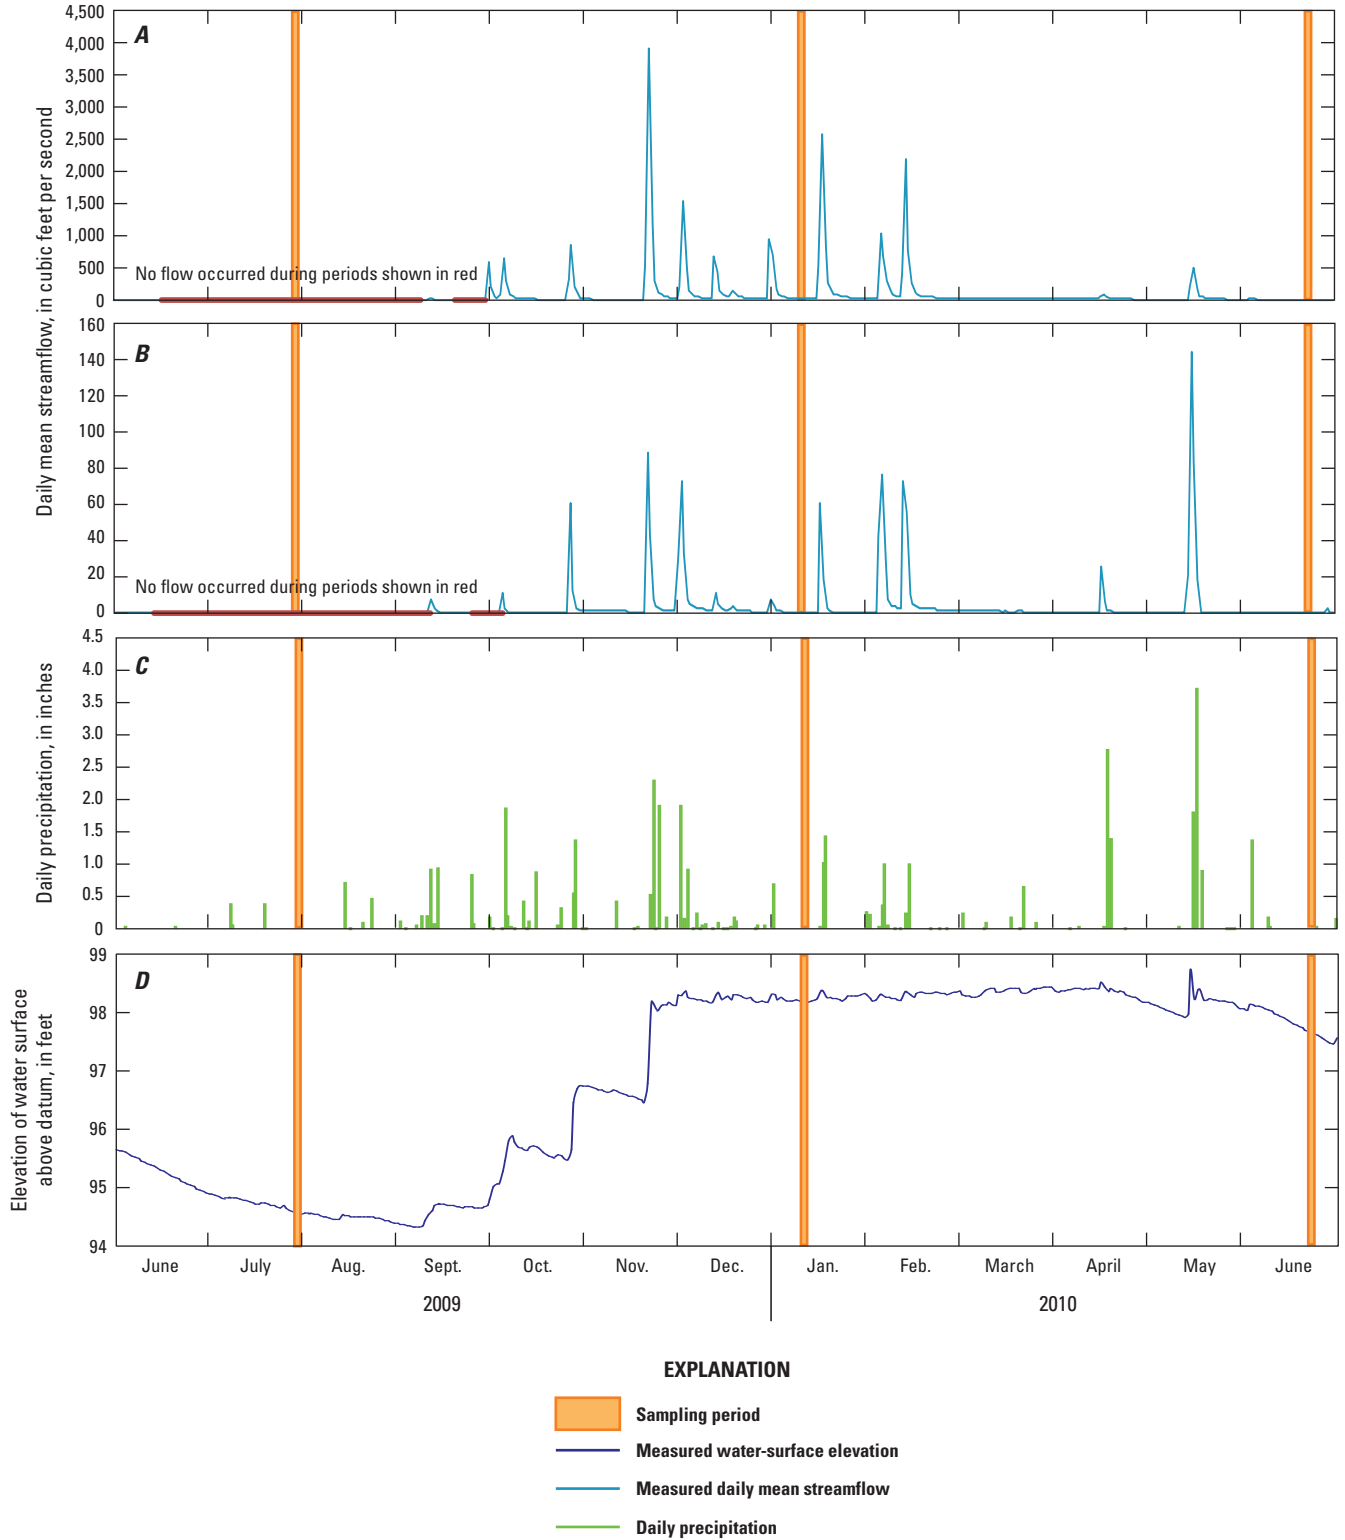 4,500
4,000
3,500
3,000
2,500
2,000
1,500
1,000
500
0
A
No flow occurred during periods shown in red
Daily mean streamflow, in cubic feet per second
160
140
120
100
80
60
40
20
0
B
No flow occurred during periods shown in red
4.5
4.0
3.5
3.0
2.5
2.0
1.5
1.0
0.5
0
C
Daily precipitation, in inches
99
98
97
96
95
94
D
Elevation of water surface
above datum, in feet
June July Aug. Sept. Oct. Nov. Dec. Jan. Feb. March April May June
2009 2010
EXPLANATION
Sampling period
Measured water-surface elevation
Measured daily mean streamflow
Daily precipitation